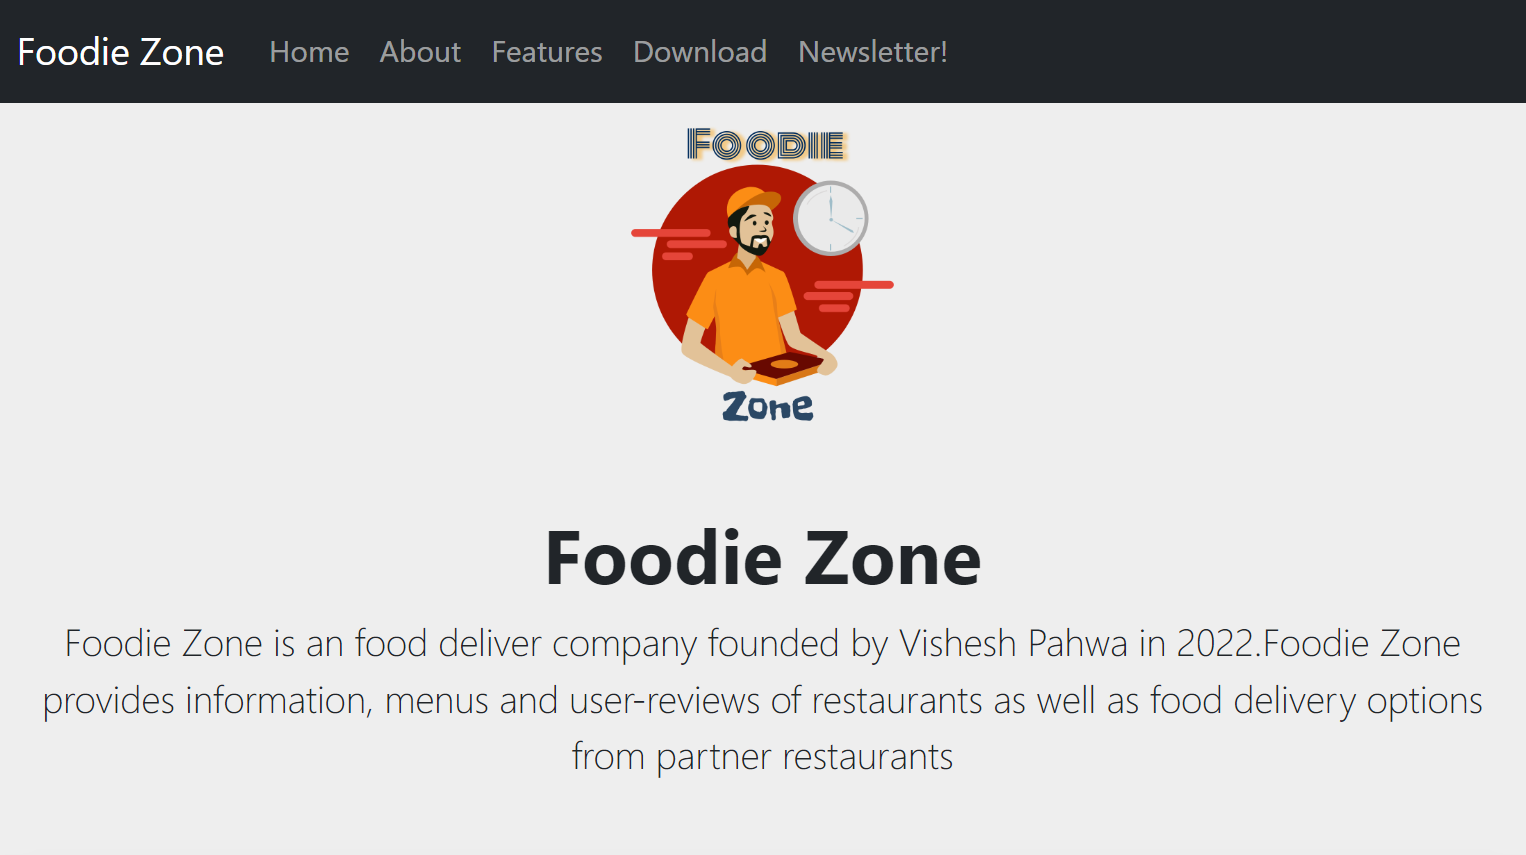 Foodie Zone Home About Features Download Newsletter!
FOODIE
Zone
Foodie Zone
Foodie Zone is an food deliver company founded by Vishesh Pahwa in 2022.Foodie Zone
provides information, menus and user-reviews of restaurants as well as food delivery options
from partner restaurants